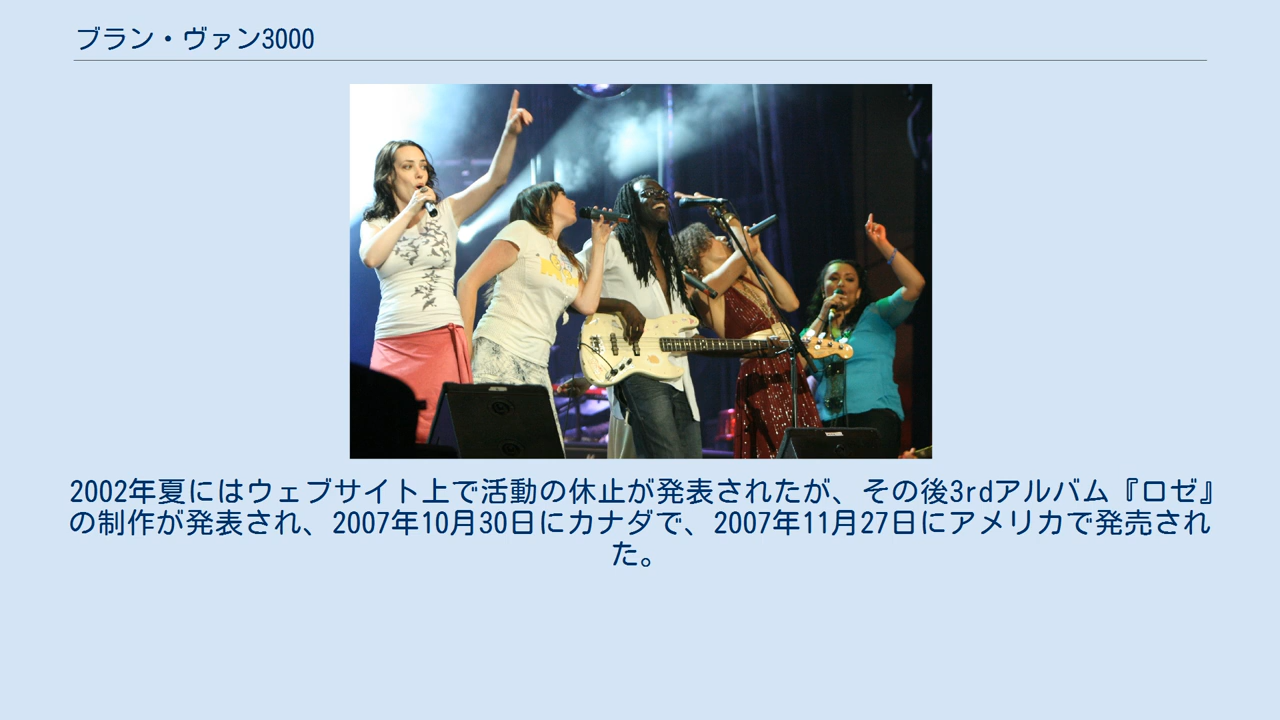 ブラン・ヴァン3000
2002年夏にはウェブサイト上で活動の休止が発表されたが、その後3rdアルバム『ロゼ』
の制作が発表され、2007年10月30日にカナダで、2007年11月27日にアメリカで発売され
た。